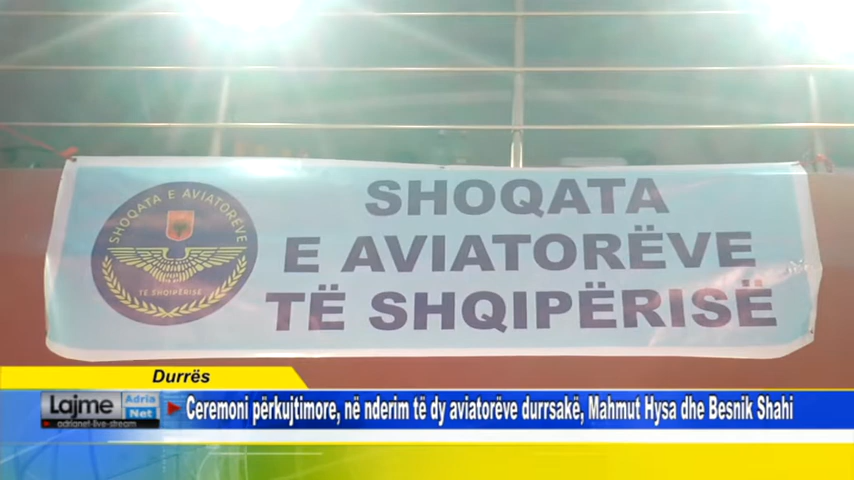 SHOQATA E AVIATORËVE
TË SHQIPËRISË
SHOQATA
E AVIATORËVE
TË SHQIPËRISË
Durrës
Lajme
Adria
Net
adrianet-live-stream
Ceremoni përkujtimore, në nderim të dy aviatorëve durrsakë, Mahmut Hysa dhe Besnik Shahi